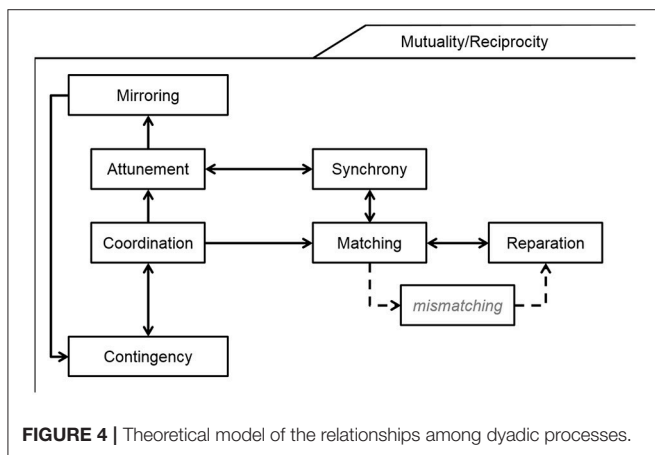 Mutuality/Reciprocity
Mirroring
Attunement
Synchrony
Coordination
Matching
Reparation
mismatching
Contingency
FIGURE 4 | Theoretical model of the relationships among dyadic processes.